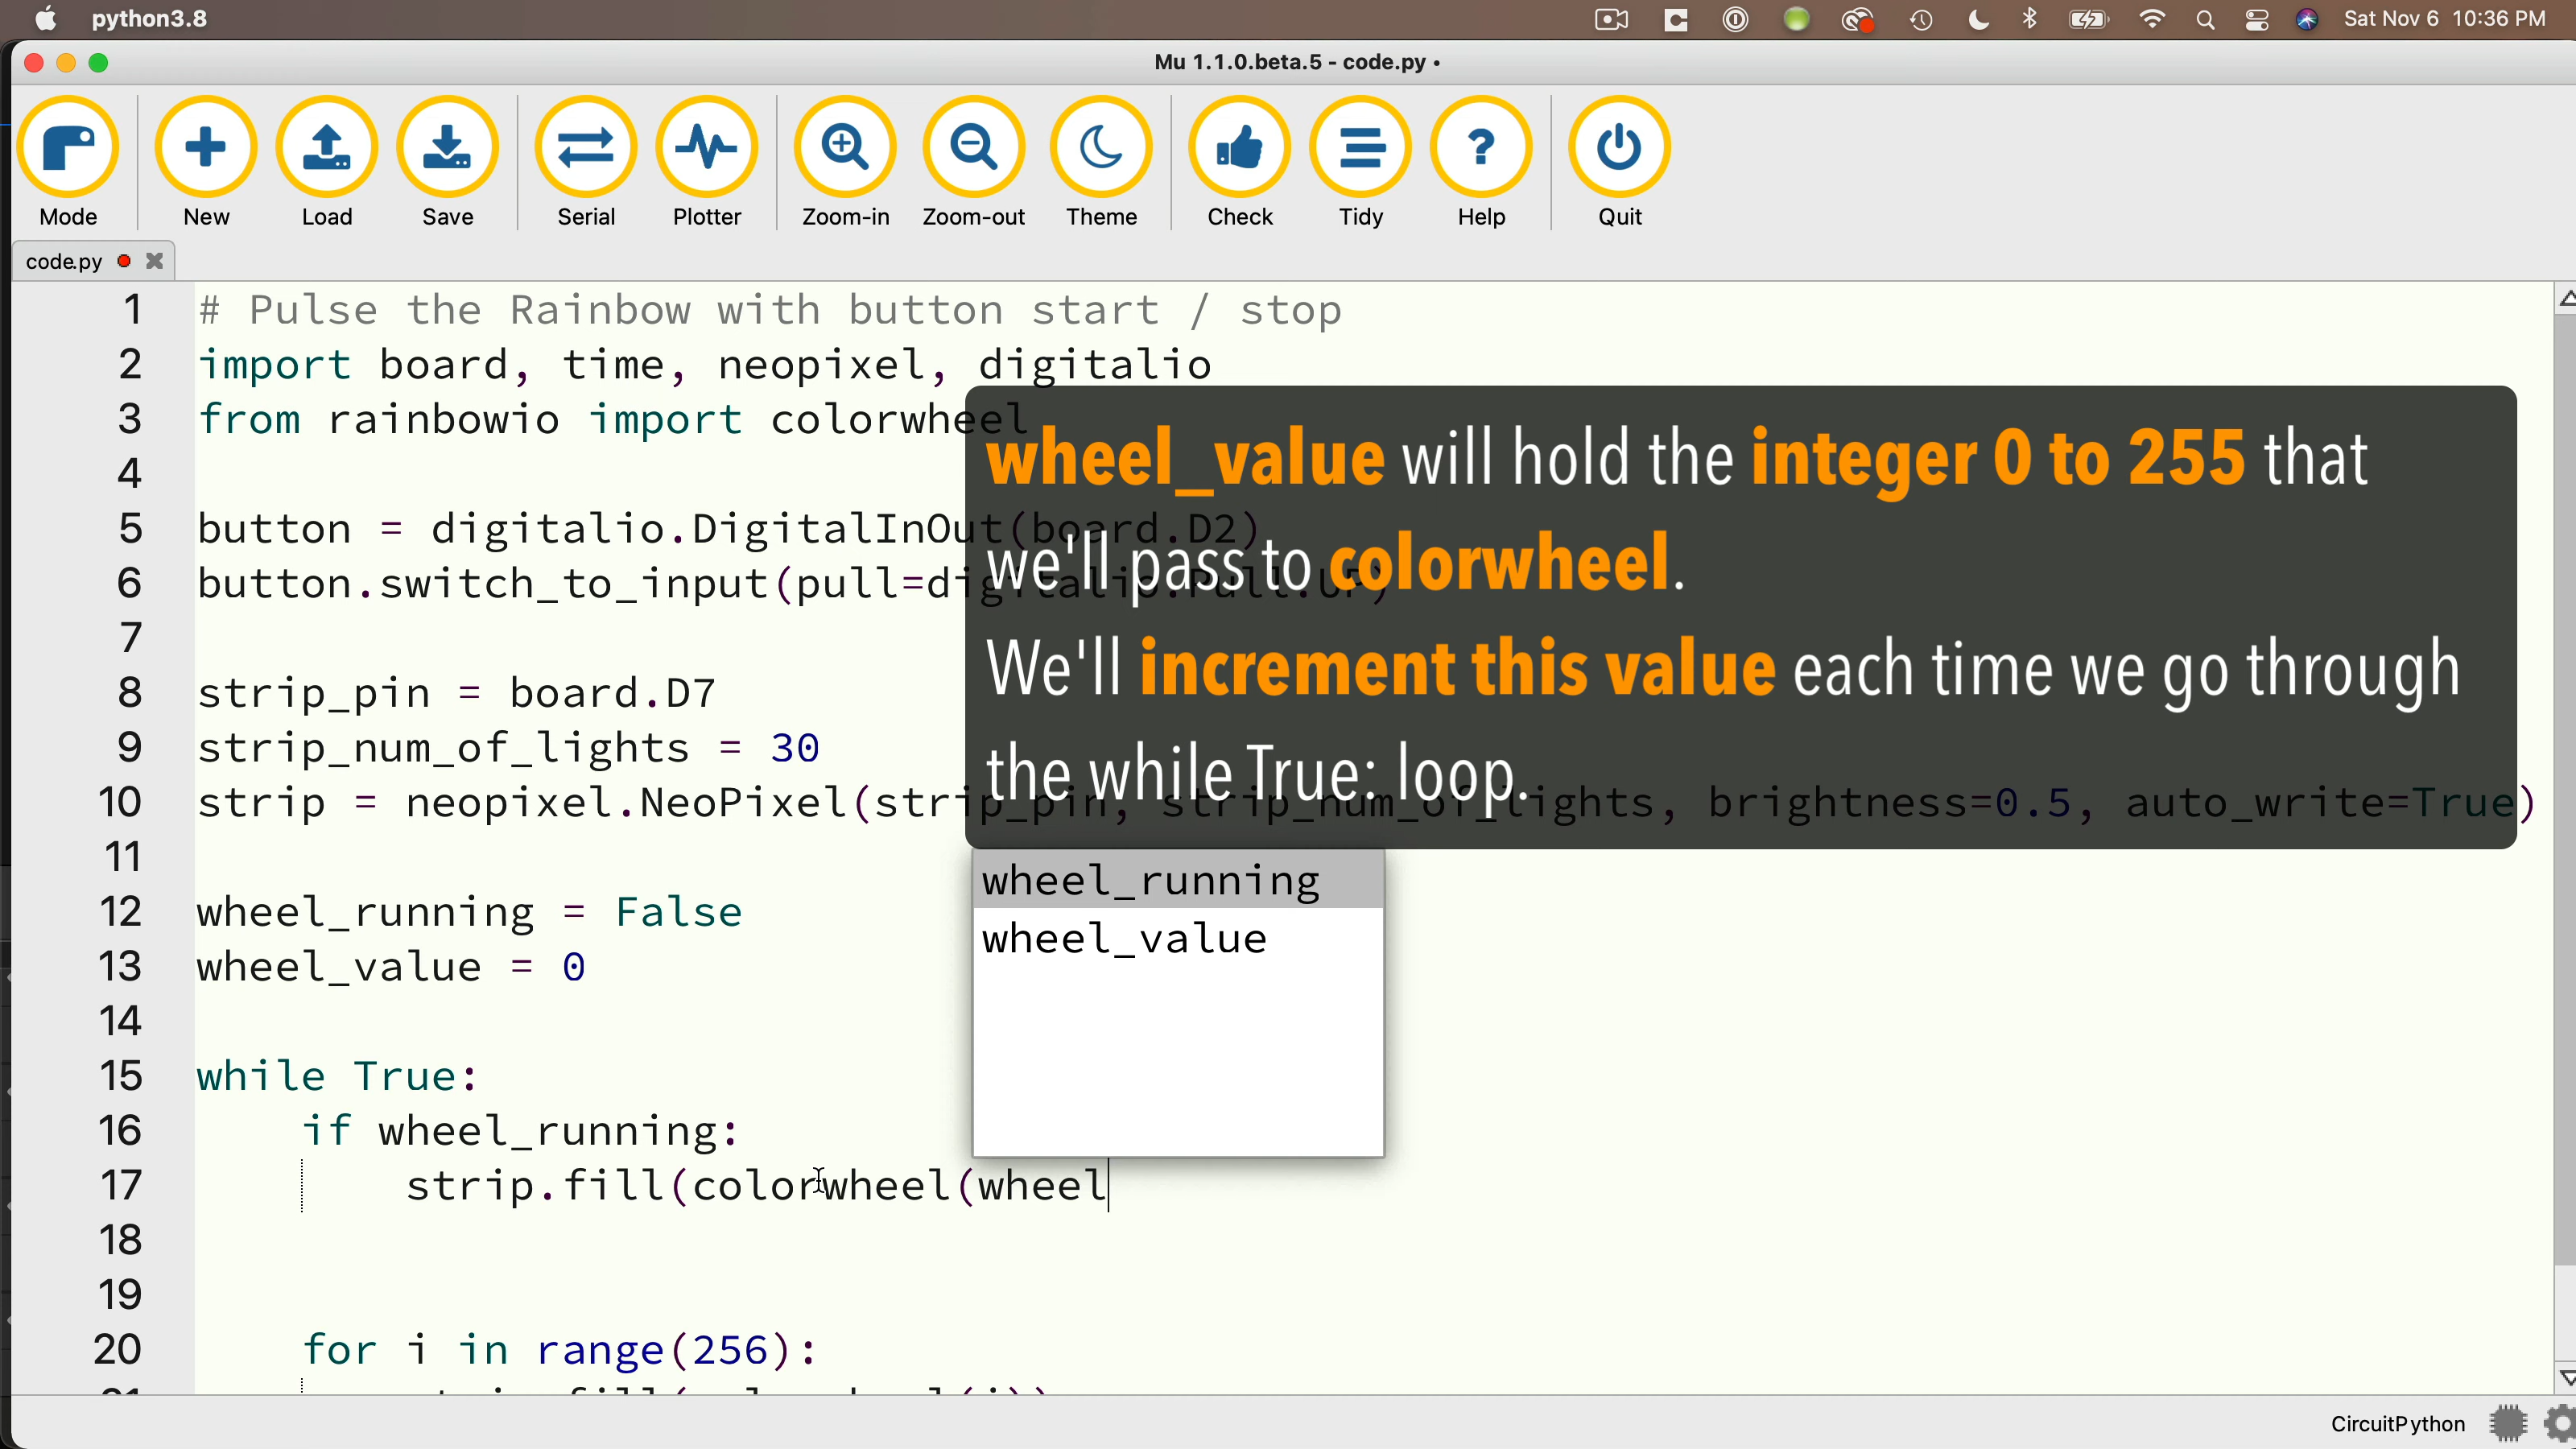 python3.8
Sat Nov 6 10:36 PM
Mu 1.1.0.beta.5 - code.py •
Mode New Load Save Serial Plotter Zoom-in Zoom-out Theme Check Tidy Help Quit
code.py
1 # Pulse the Rainbow with button start / stop
2 import board, time, neopixel, digitalio
3 from rainbowio import colorwheel
4
5 button = digitalio.DigitalInOut(board.D2)
6 button.switch_to_input(pull=digitalio.Pull.UP)
7
8 strip_pin = board.D7
9 strip_num_of_lights = 30
10 strip = neopixel.NeoPixel(strip_pin, strip_num_of_lights, brightness=0.5, auto_write=True)
11
12 wheel_running = False
13 wheel_value = 0
14
15 while True:
16 if wheel_running:
17 strip.fill(colorwheel(wheel
18
19
20 for i in range(256):
wheel_value will hold the integer 0 to 255 that
we'll pass to colorwheel.
We'll increment this value each time we go through
the while True: loop.
wheel_running
wheel_value
CircuitPython